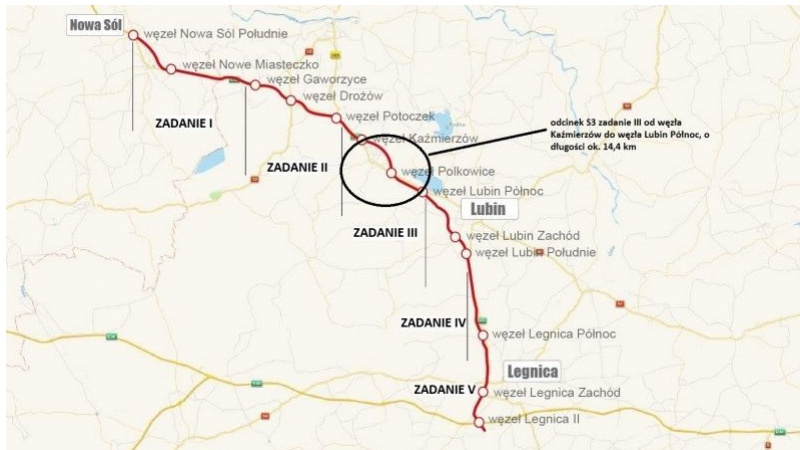 Nowa Sól
węzeł Nowa Sól Południe
węzeł Nowe Miasteczko
węzeł Gaworzyce
węzeł Drożów
węzeł Potoczek
węzeł Kaźmierzów
węzeł Polkowice
węzeł Lubin Północ
Lubin
węzeł Lubin Zachód
węzeł Lubin Południe
węzeł Legnica Północ
Legnica
węzeł Legnica Zachód
węzeł Legnica II
ZADANIE I
ZADANIE II
ZADANIE III
ZADANIE IV
ZADANIE V
odcinek S3 zadanie III od węzła
Kaźmierzów do węzła Lubin Północ, o
długości ok. 14,4 km